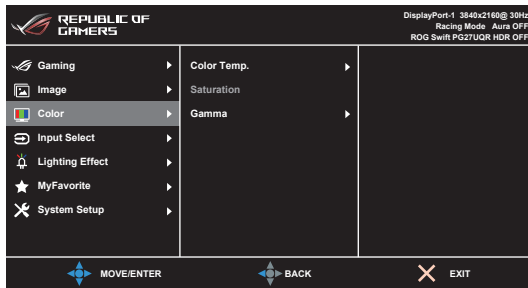 REPUBLIC OF
GAMERS
DisplayPort-1 3840x2160@ 30Hz
Racing Mode Aura OFF
ROG Swift PG27UQR HDR OFF
Gaming
Image
Color
Input Select
Lighting Effect
MyFavorite
System Setup
Color Temp.
Saturation
Gamma
MOVE/ENTER
BACK
EXIT